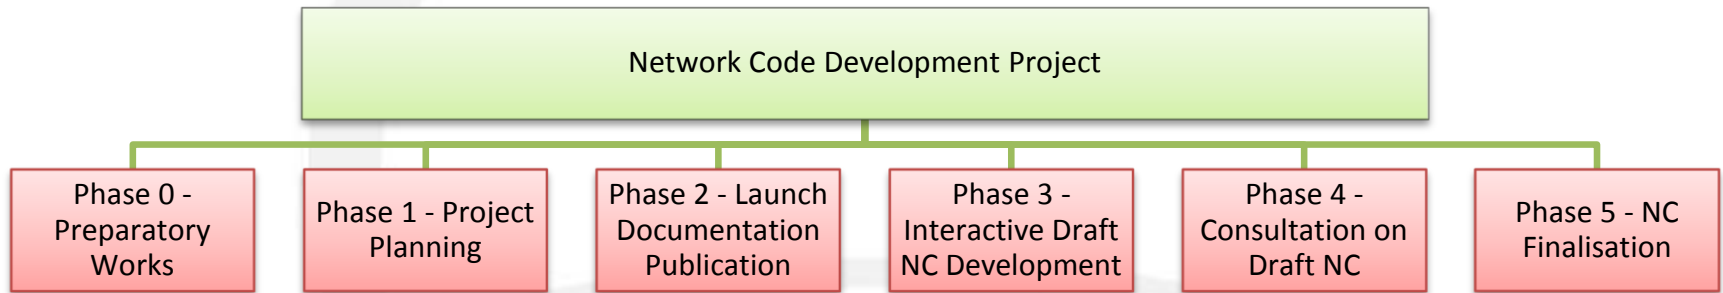 Network Code Development Project
Phase 0 -
Preparatory
Works
Phase 1 - Project
Planning
Phase 2 - Launch
Documentation
Publication
Phase 3 -
Interactive Draft
NC Development
Phase 4 -
Consultation on
Draft NC
Phase 5 - NC
Finalisation